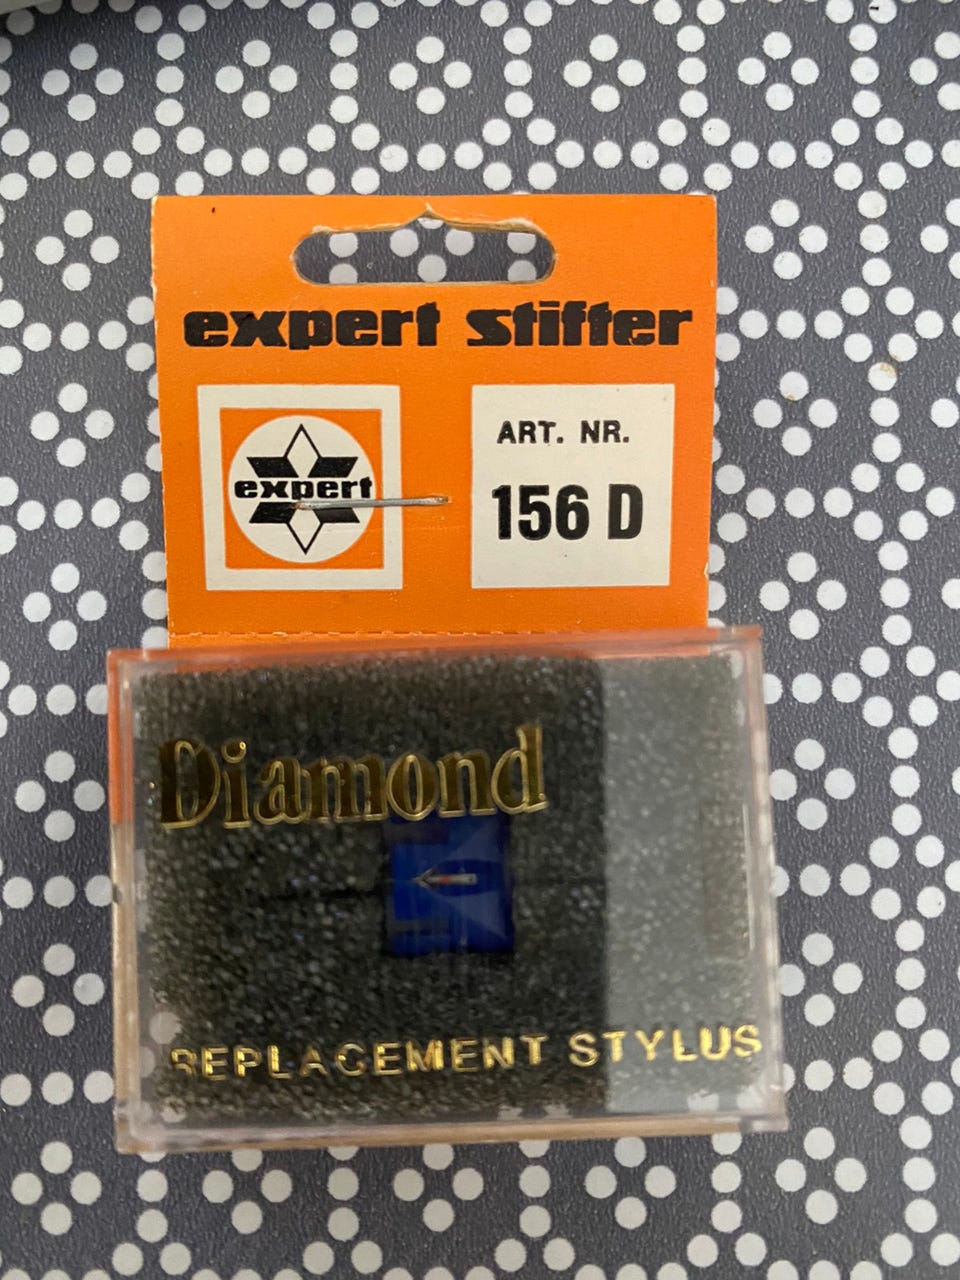 expert stifter
expert
ART. NR.
156 D
Diamond
REPLACEMENT STYLUS